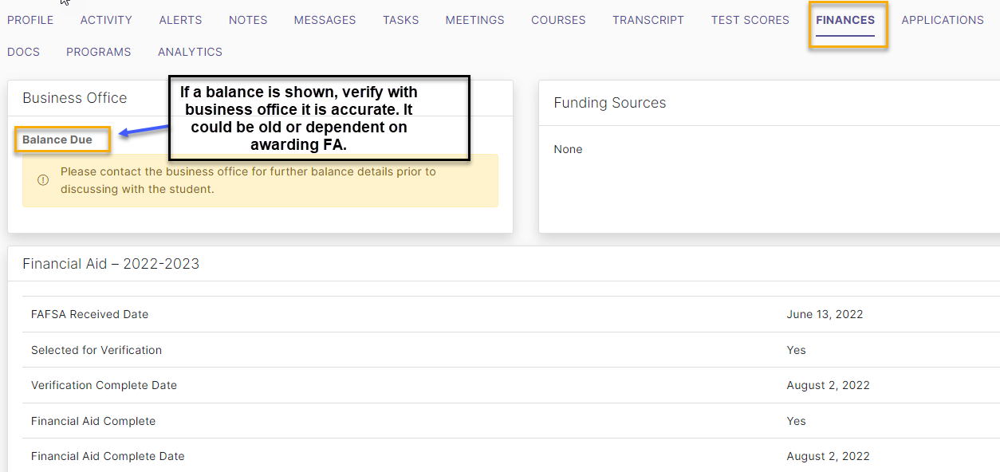 PROFILE ACTIVITY ALERTS NOTES MESSAGES TASKS MEETINGS COURSES TRANSCRIPT TEST SCORES FINANCES APPLICATIONS
DOCS PROGRAMS ANALYTICS
Business Office
If a balance is shown, verify with
business office it is accurate. It
could be old or dependent on
awarding FA.
Balance Due
Please contact the business office for further balance details prior to
discussing with the student.
Funding Sources
None
Financial Aid – 2022-2023
FAFSA Received Date June 13, 2022
Selected for Verification Yes
Verification Complete Date August 2, 2022
Financial Aid Complete Yes
Financial Aid Complete Date August 2, 2022